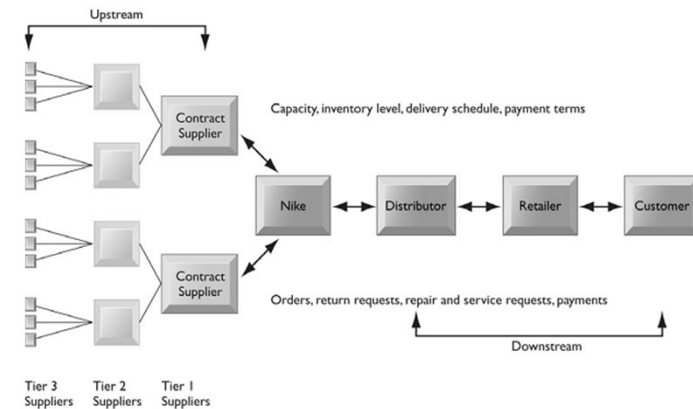 Upstream
Contract
Supplier
Capacity, inventory level, delivery schedule, payment terms
Nike
Distributor
Retailer
Customer
Contract
Supplier
Orders, return requests, repair and service requests, payments
Downstream
Tier 3
Suppliers
Tier 2
Suppliers
Tier 1
Suppliers